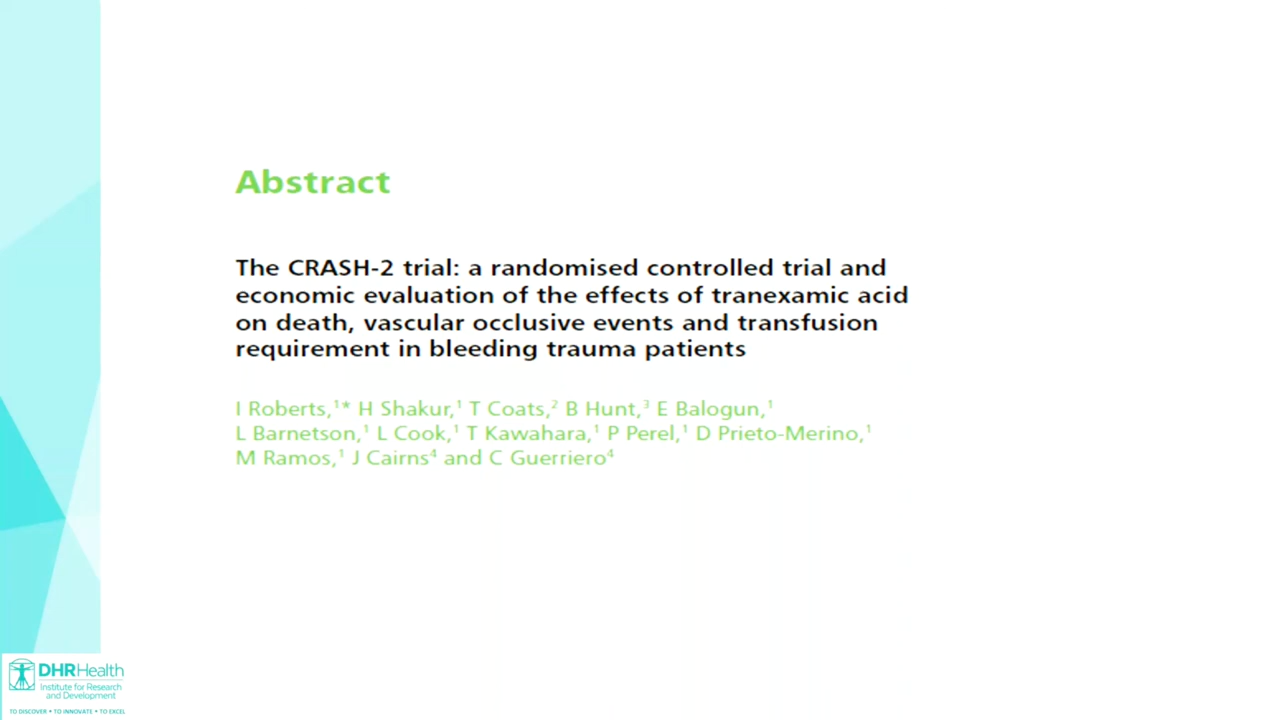 Abstract
The CRASH-2 trial: a randomised controlled trial and
economic evaluation of the effects of tranexamic acid
on death, vascular occlusive events and transfusion
requirement in bleeding trauma patients
I Roberts,¹* H Shakur,¹ T Coats,² B Hunt,³ E Balogun,¹
L Barnetson,¹ L Cook,¹ T Kawahara,¹ P Perel,¹ D Prieto-Merino,¹
M Ramos,¹ J Cairns⁴ and C Guerriero⁴
DHR Health
Institute for Research
and Development
TO DISCOVER • TO INNOVATE • TO EXCEL